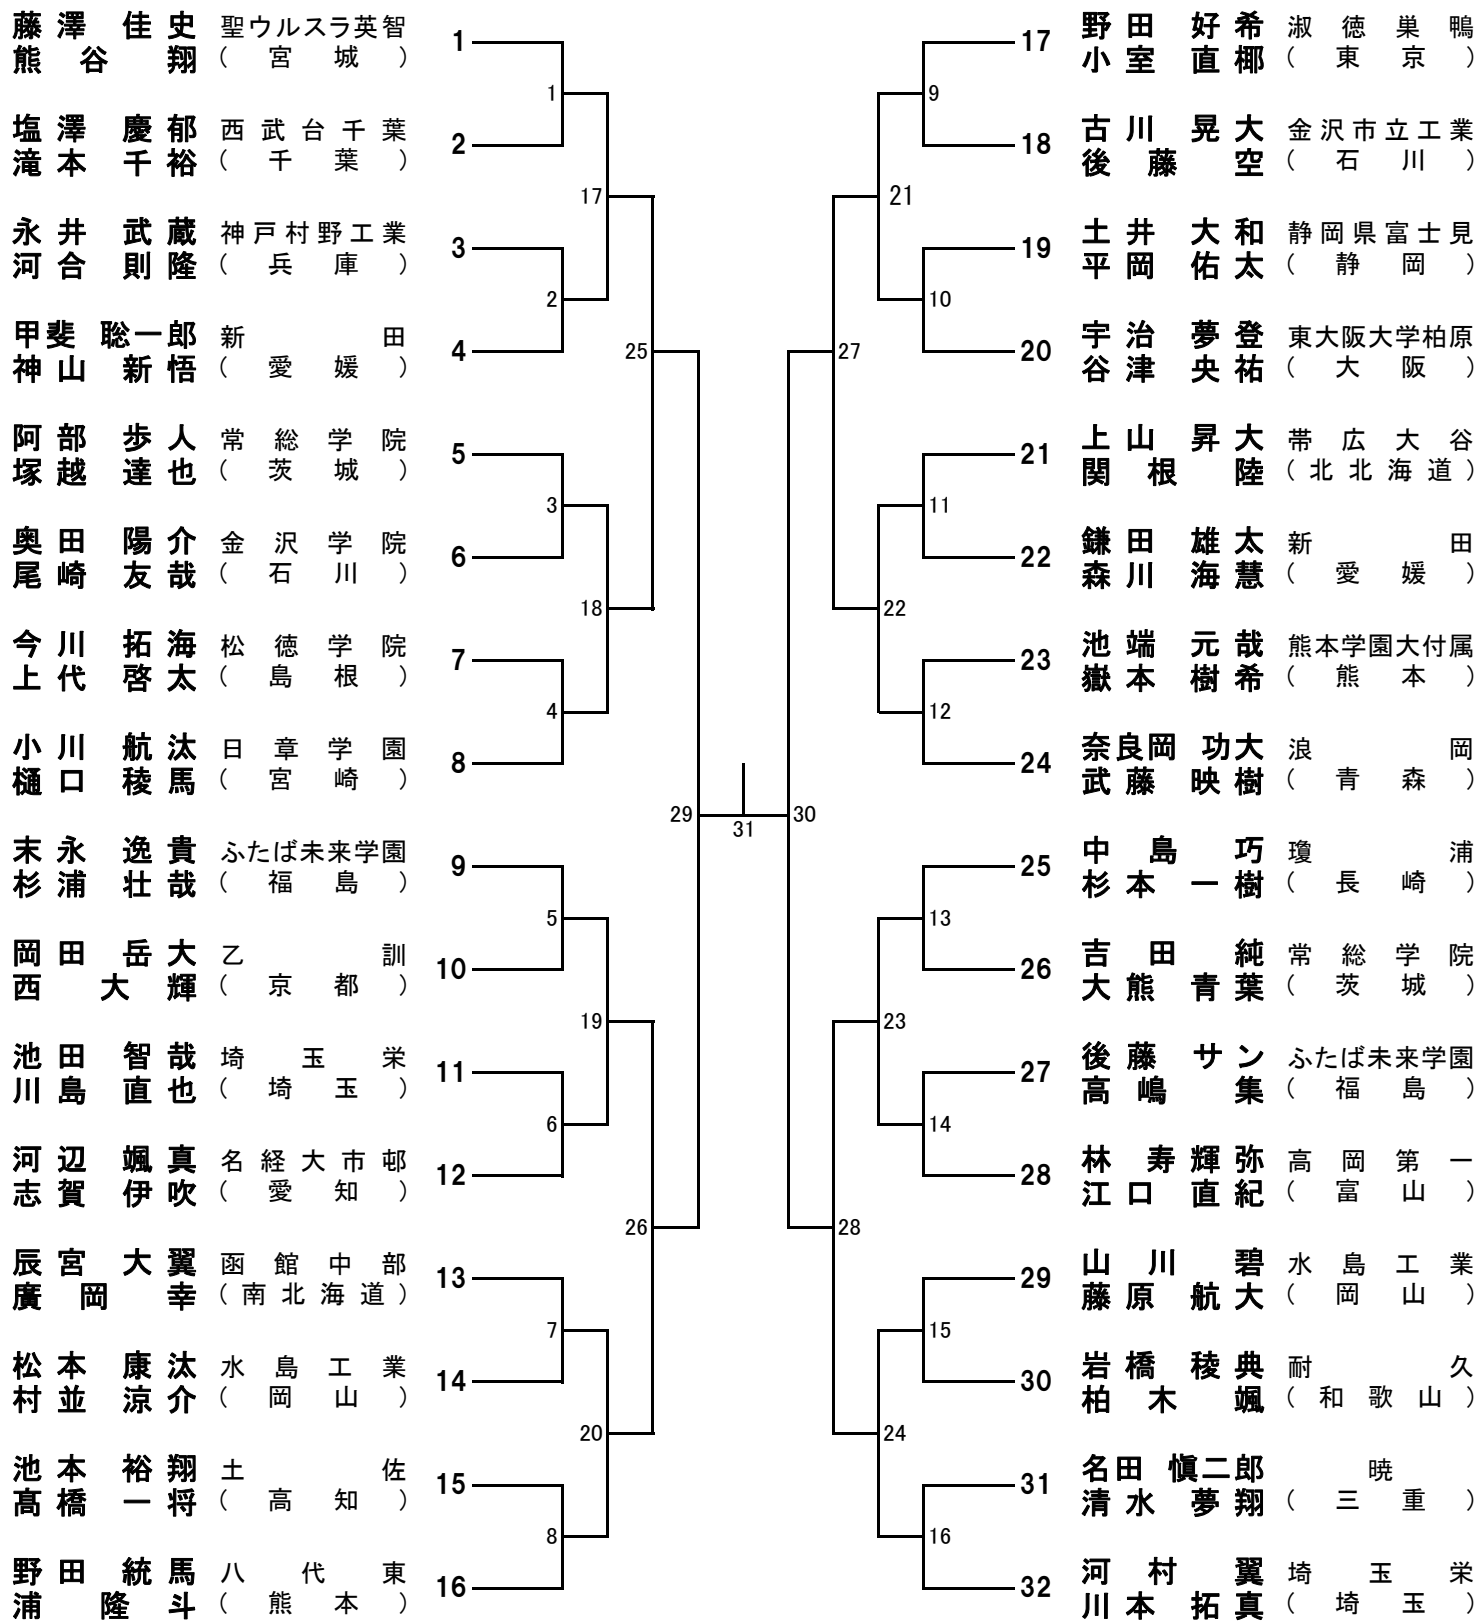 藤澤 佳史 聖ウルスラ英智
熊谷 翔 (宮城)
1
塩澤 慶郁 西武台千葉
滝本 千裕 (千葉)
2
永井 武蔵 神戸村野工業
河合 則隆 (兵庫)
3
甲斐 聡一郎 新田
神山 新悟 (愛媛)
4
阿部 歩人 常総学院
塚越 達也 (茨城)
5
奥田 陽介 金沢学院
尾崎 友哉 (石川)
6
今川 拓海 松徳学院
上代 啓太 (島根)
7
小川 航汰 日章学園
樋口 稜馬 (宮崎)
8
末永 逸貴 ふたば未来学園
杉浦 壮哉 (福島)
9
岡田 岳大 乙訓
西 大輝 (京都)
10
池田 智哉 埼玉栄
川島 直也 (埼玉)
11
河辺 颯真 名経大市邨
志賀 伊吹 (愛知)
12
辰宮 大翼 函館中部
廣岡 幸 (南北海道)
13
松本 康汰 水島工業
村並 涼介 (岡山)
14
池本 裕翔 土佐
髙橋 一将 (高知)
15
野田 統馬 八代東
浦 隆斗 (熊本)
16
1
2
3
4
5
6
7
8
17
18
19
20
25
26
29
31
30
27
28
21
22
23
24
9
10
11
12
13
14
15
16
17
野田 好希 淑徳巣鴨
小室 直梛 (東京)
18
古川 晃大 金沢市立工業
後藤 空 (石川)
19
土井 大和 静岡県富士見
平岡 佑太 (静岡)
20
宇治 夢登 東大阪大学柏原
谷津 央祐 (大阪)
21
上山 昇大 帯広大谷
関根 陸 (北北海道)
22
鎌田 雄太 新田
森川 海慧 (愛媛)
23
池端 元哉 熊本学園大付属
嶽本 樹希 (熊本)
24
奈良岡 功大 浪岡
武藤 映樹 (青森)
25
中島 巧 瓊浦
杉本 一樹 (長崎)
26
吉田 純 常総学院
大熊 青葉 (茨城)
27
後藤 サン ふたば未来学園
高嶋 集 (福島)
28
林 寿輝弥 高岡第一
江口 直紀 (富山)
29
山川 碧 水島工業
藤原 航大 (岡山)
30
岩橋 稜典 耐久
柏木 颯 (和歌山)
31
名田 愼二郎 暁
清水 夢翔 (三重)
32
河村 翼 埼玉栄
川本 拓真 (埼玉)